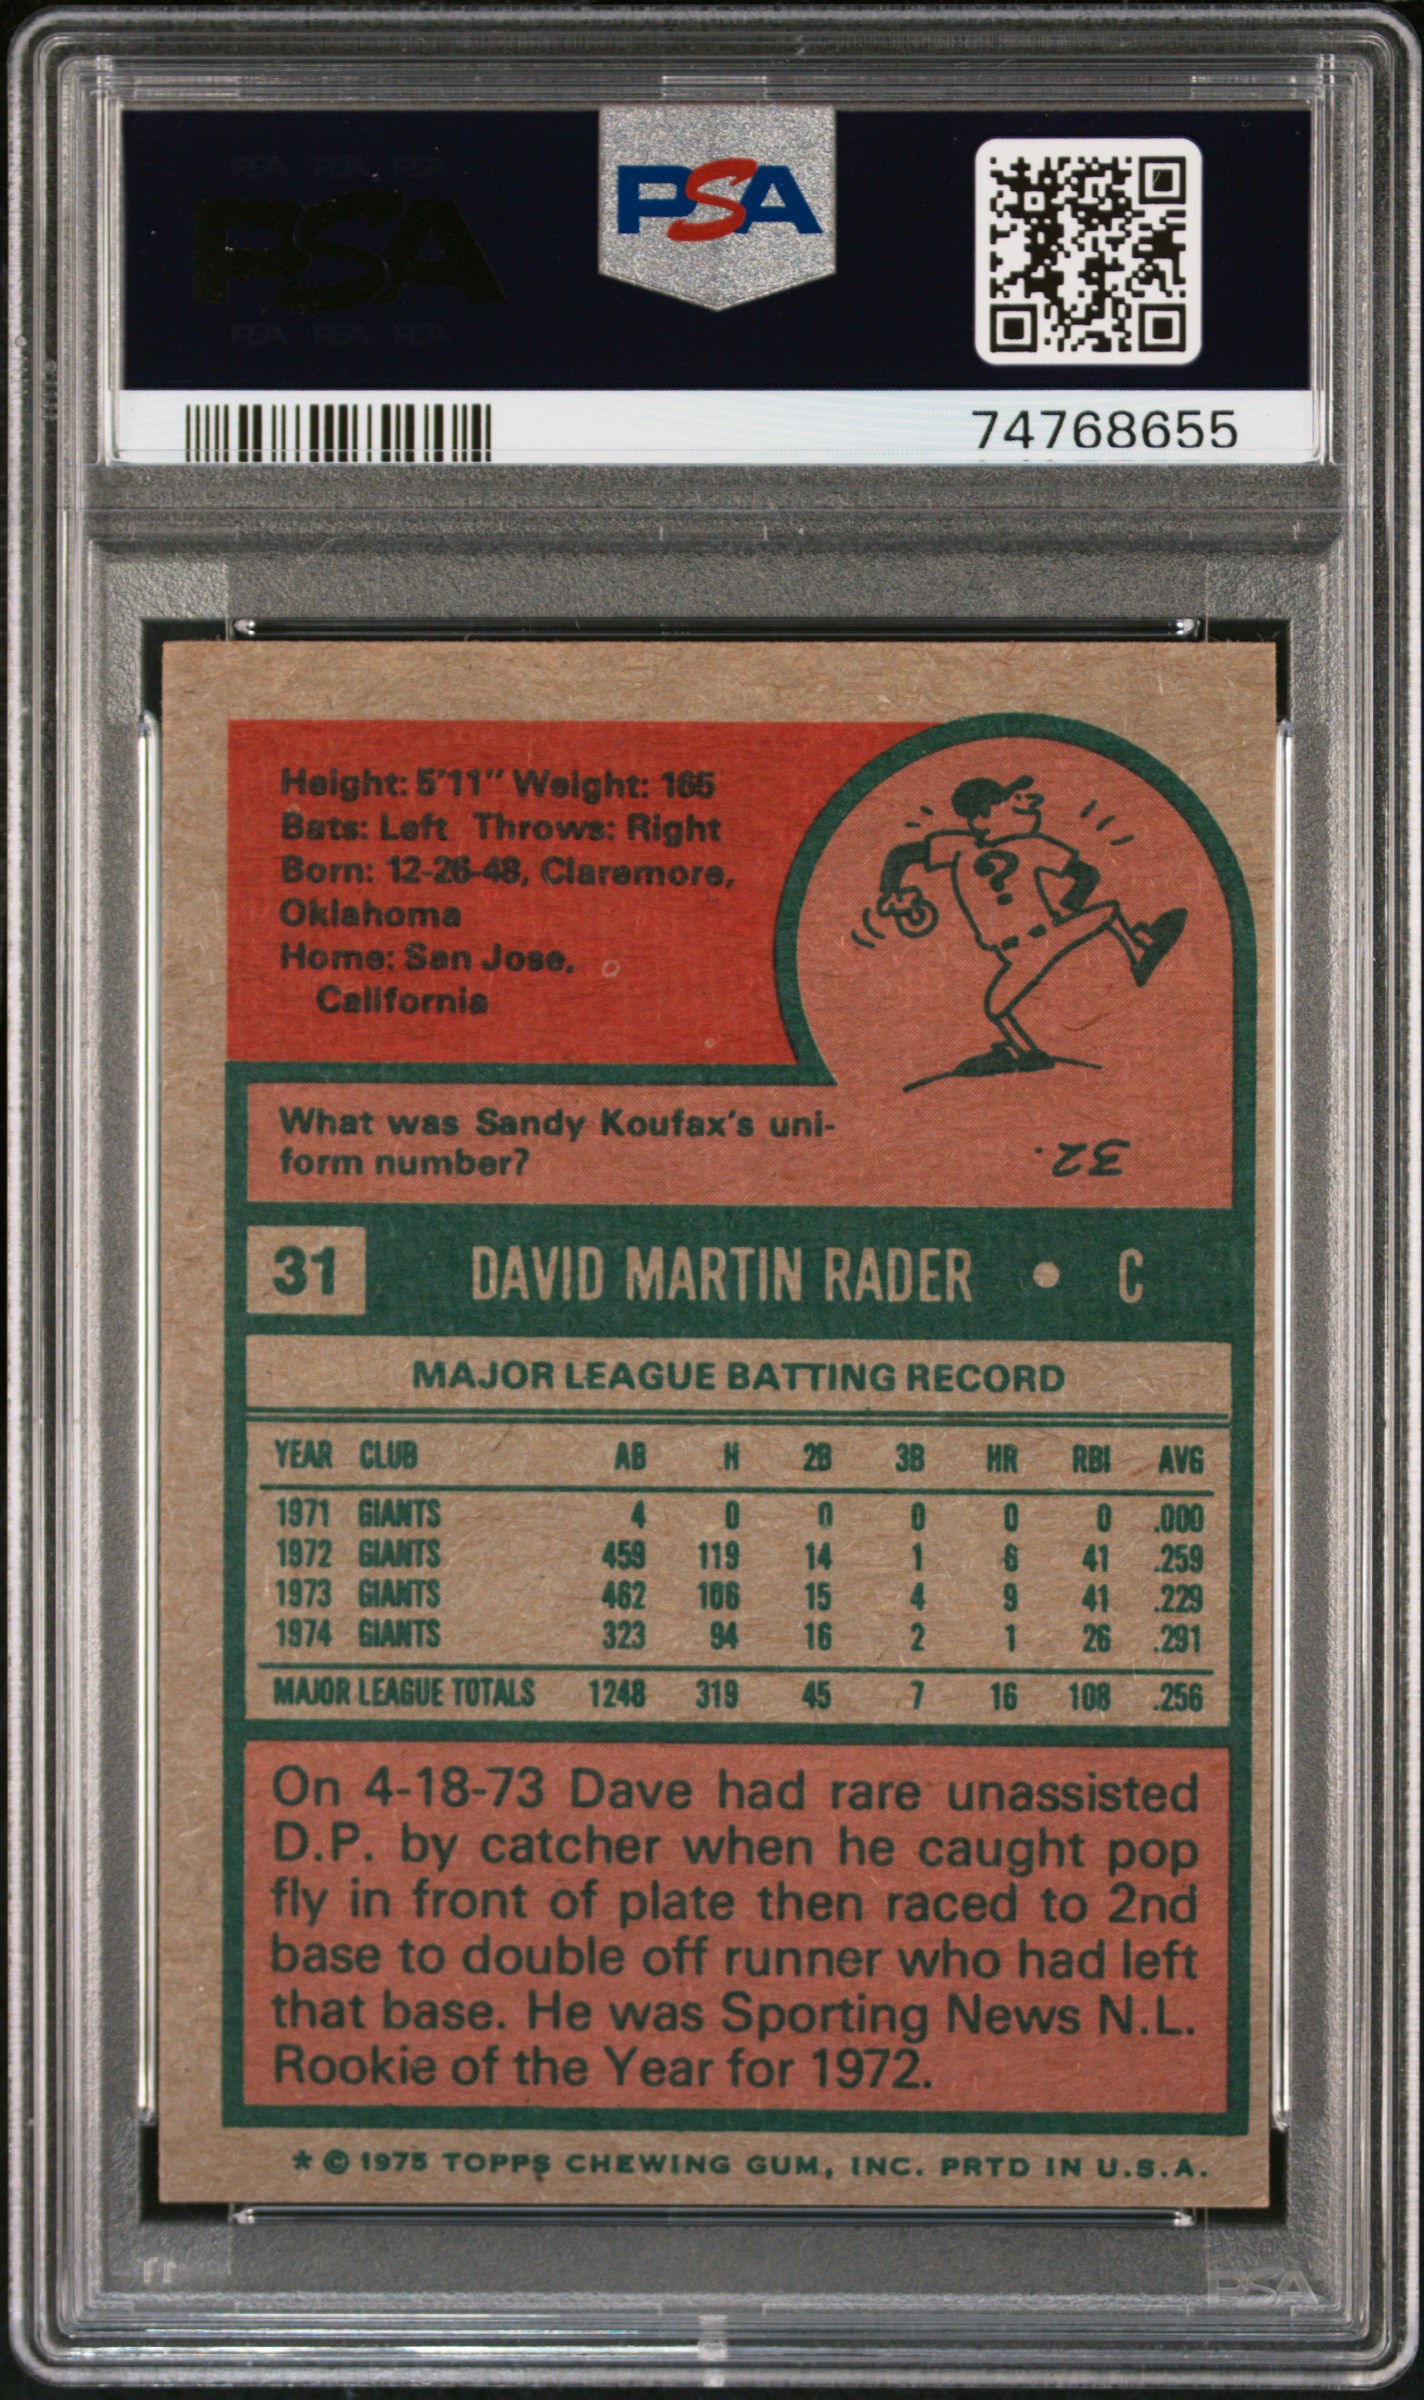 PSA PSA PSA
PSA
PSA PSA PSA
PSA
74768655
Height: 5'11" Weight: 165
Bats: Left Throws: Right
Born: 12-26-48, Claremore,
Oklahoma
Home: San Jose,
California
?
What was Sandy Koufax's uni-
form number?
32.
31 DAVID MARTIN RADER • C
MAJOR LEAGUE BATTING RECORD
YEAR CLUB AB H 2B 3B HR RBI AVG
1971 GIANTS 4 0 0 0 0 0 .000
1972 GIANTS 459 119 14 1 6 41 .259
1973 GIANTS 462 106 15 4 9 41 .229
1974 GIANTS 323 94 16 2 1 26 .291
MAJOR LEAGUE TOTALS 1248 319 45 7 16 108 .256
On 4-18-73 Dave had rare unassisted
D.P. by catcher when he caught pop
fly in front of plate then raced to 2nd
base to double off runner who had left
that base. He was Sporting News N.L.
Rookie of the Year for 1972.
* © 1975 TOPPS CHEWING GUM, INC. PRTD IN U.S.A.
PSA